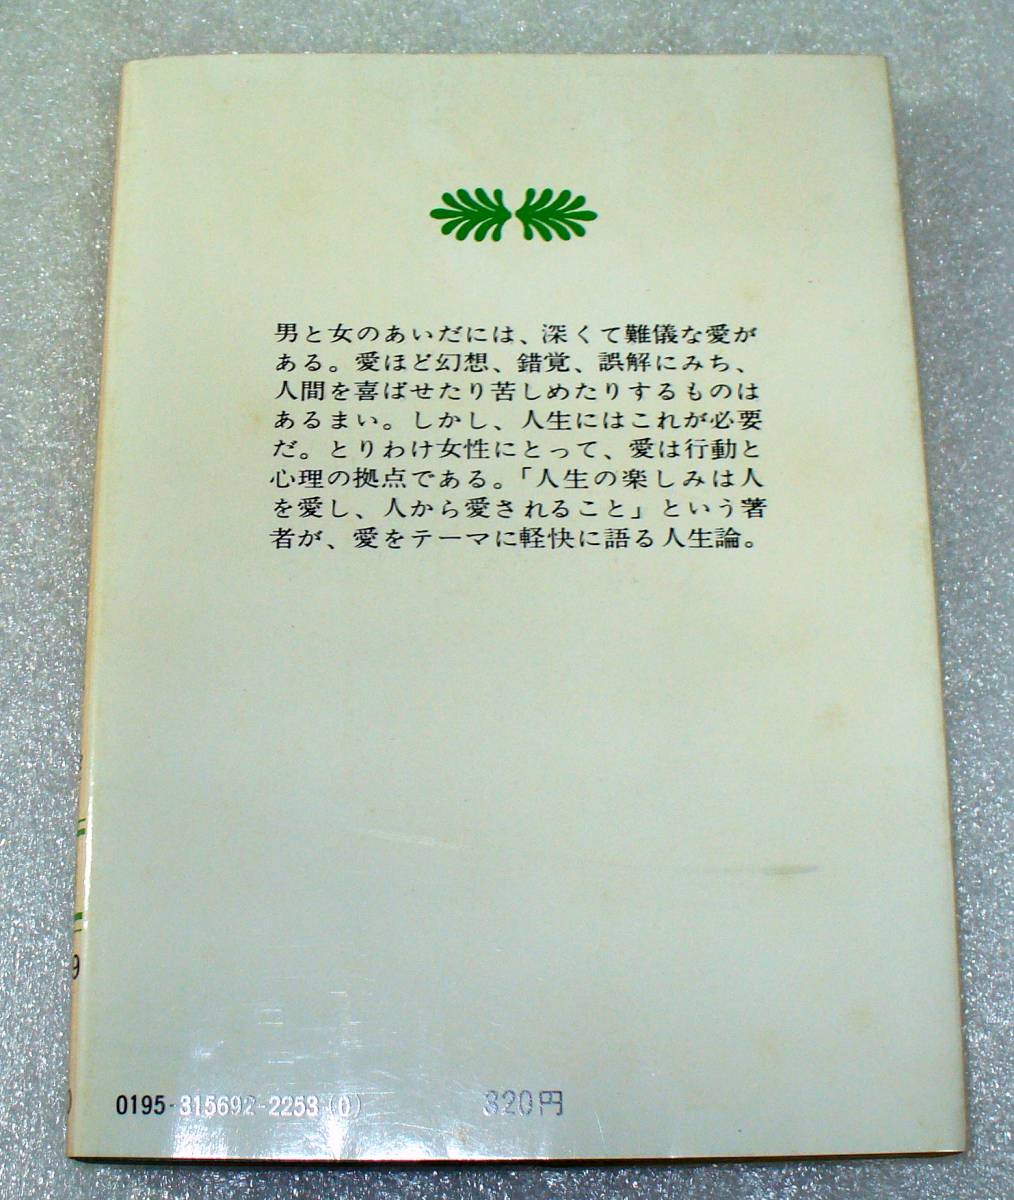 男と女のあいだには、深くて難儀な愛が
ある。愛ほど幻想、錯覚、誤解にみち、
人間を喜ばせたり苦しめたりするものは
あるまい。しかし、人生にはこれが必要
だ。とりわけ女性にとって、愛は行動と
心理の拠点である。「人生の楽しみは人
を愛し、人から愛されること」という著
者が、愛をテーマに軽快に語る人生論。
9
0195-315692-2253(0)
320円